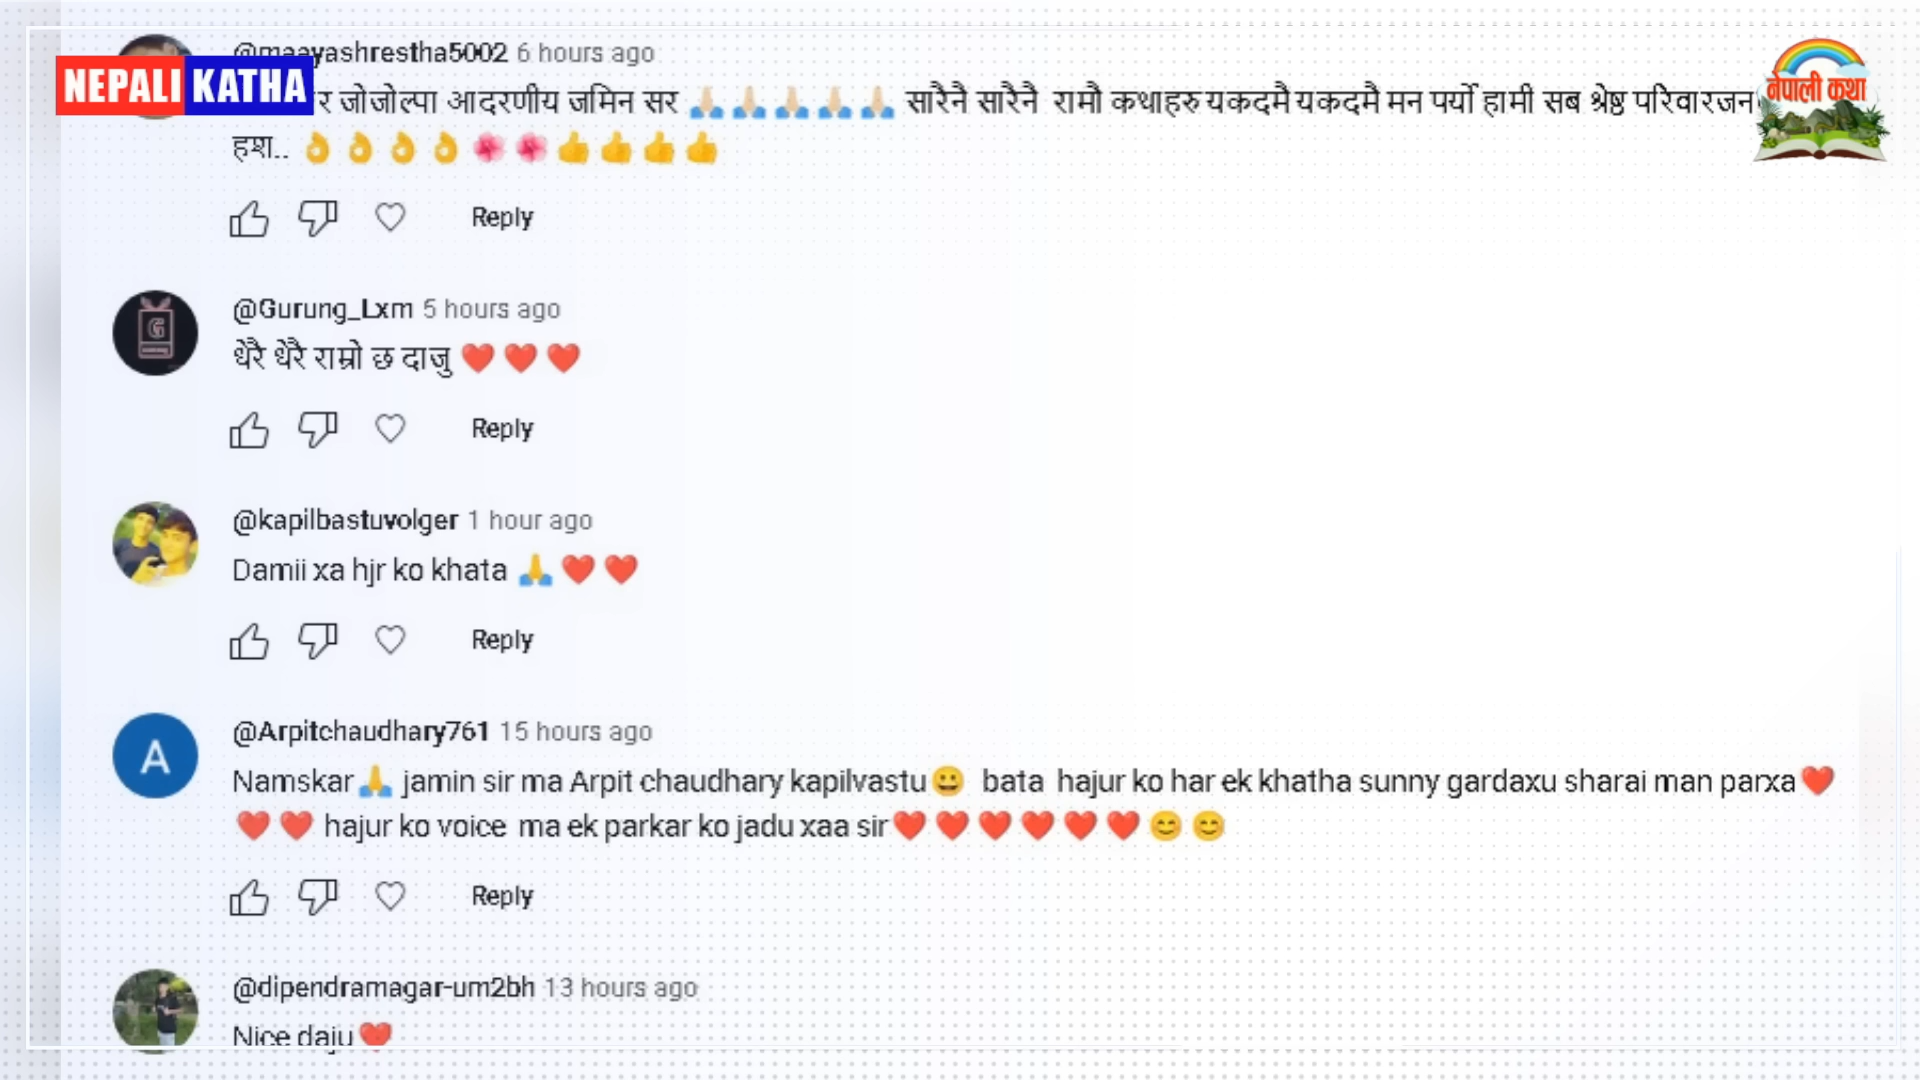 @maayashrestha5002 6 hours ago
NEPALI KATHA
नेपाली कथा
र जोजोल्पा आदरणीय जमिन सर 🙏🏻🙏🏻🙏🏻🙏🏻🙏🏻 सारैनै सारैनै रामौ कथाहरु यकदमै यकदमै मन पर्यो हामी सब श्रेष्ठ परिवारजन
हश.. 👌👌👌👌🌺🌺👍👍👍👍
Reply
@Gurung_Lxm 5 hours ago
धेरै धेरै राम्रो छ दाजु ❤️❤️❤️
Reply
@kapilbastuvolger 1 hour ago
Damii xa hjr ko khata 🙏❤️❤️
Reply
A
@Arpitchaudhary761 15 hours ago
Namskar🙏 jamin sir ma Arpit chaudhary kapilvastu😀 bata hajur ko har ek khatha sunny gardaxu sharai man parxa❤️
❤️❤️ hajur ko voice ma ek parkar ko jadu xaa sir❤️❤️❤️❤️❤️❤️😊😊
Reply
@dipendramagar-um2bh 13 hours ago
Nice daju❤️